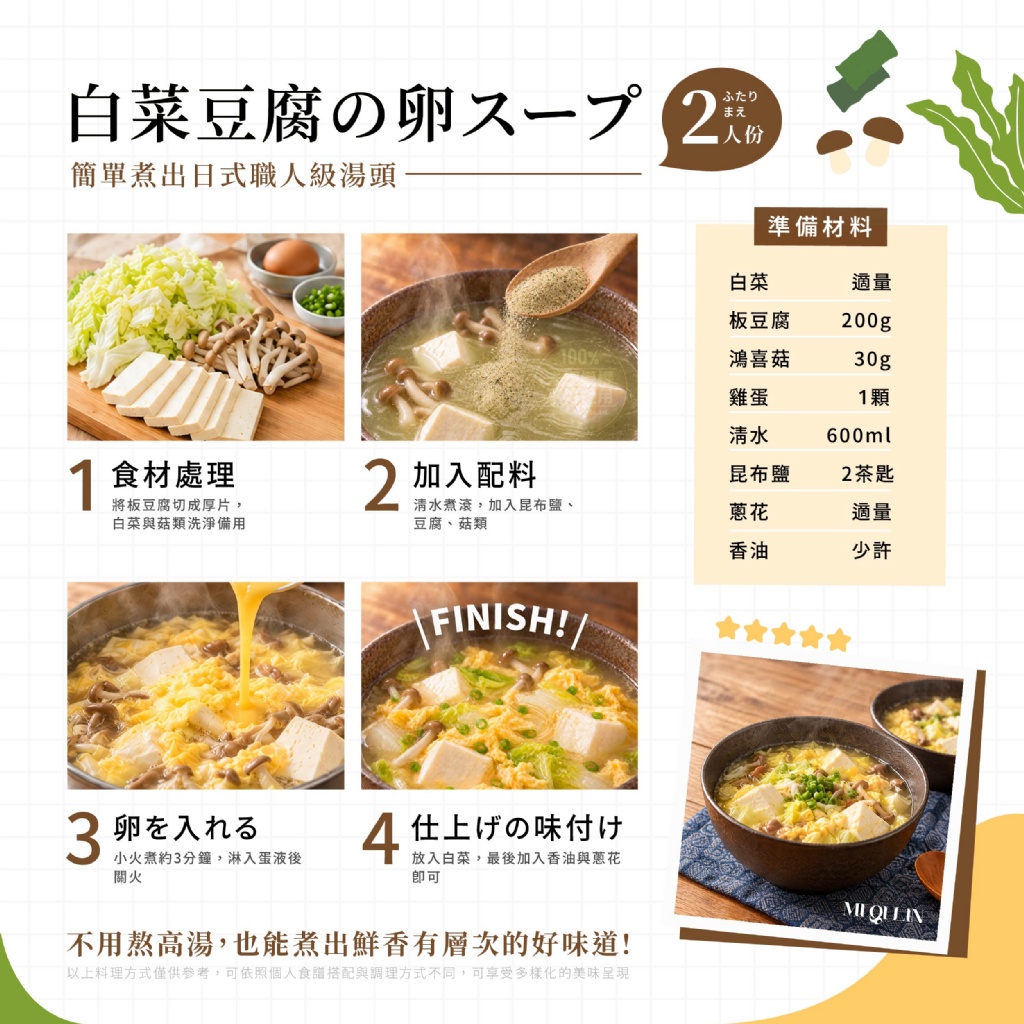 白菜豆腐の卵スープ
2
ふたり
まえ
人份
簡單煮出日式職人級湯頭
準備材料
白菜 適量
板豆腐 200g
鴻喜菇 30g
雞蛋 1顆
清水 600ml
昆布鹽 2茶匙
蔥花 適量
香油 少許
1 食材處理
將板豆腐切成厚片，
白菜與菇類洗淨備用
100%
2 加入配料
清水煮滾，加入昆布鹽、
豆腐、菇類
3 卵を入れる
小火煮約3分鐘，淋入蛋液後
關火
\FINISH!/
4 仕上げの味付け
放入白菜，最後加入香油與蔥花
即可
不用熬高湯，也能煮出鮮香有層次的好味道!
以上料理方式僅供參考，可依照個人食譜搭配與調理方式不同，可享受多樣化的美味呈現